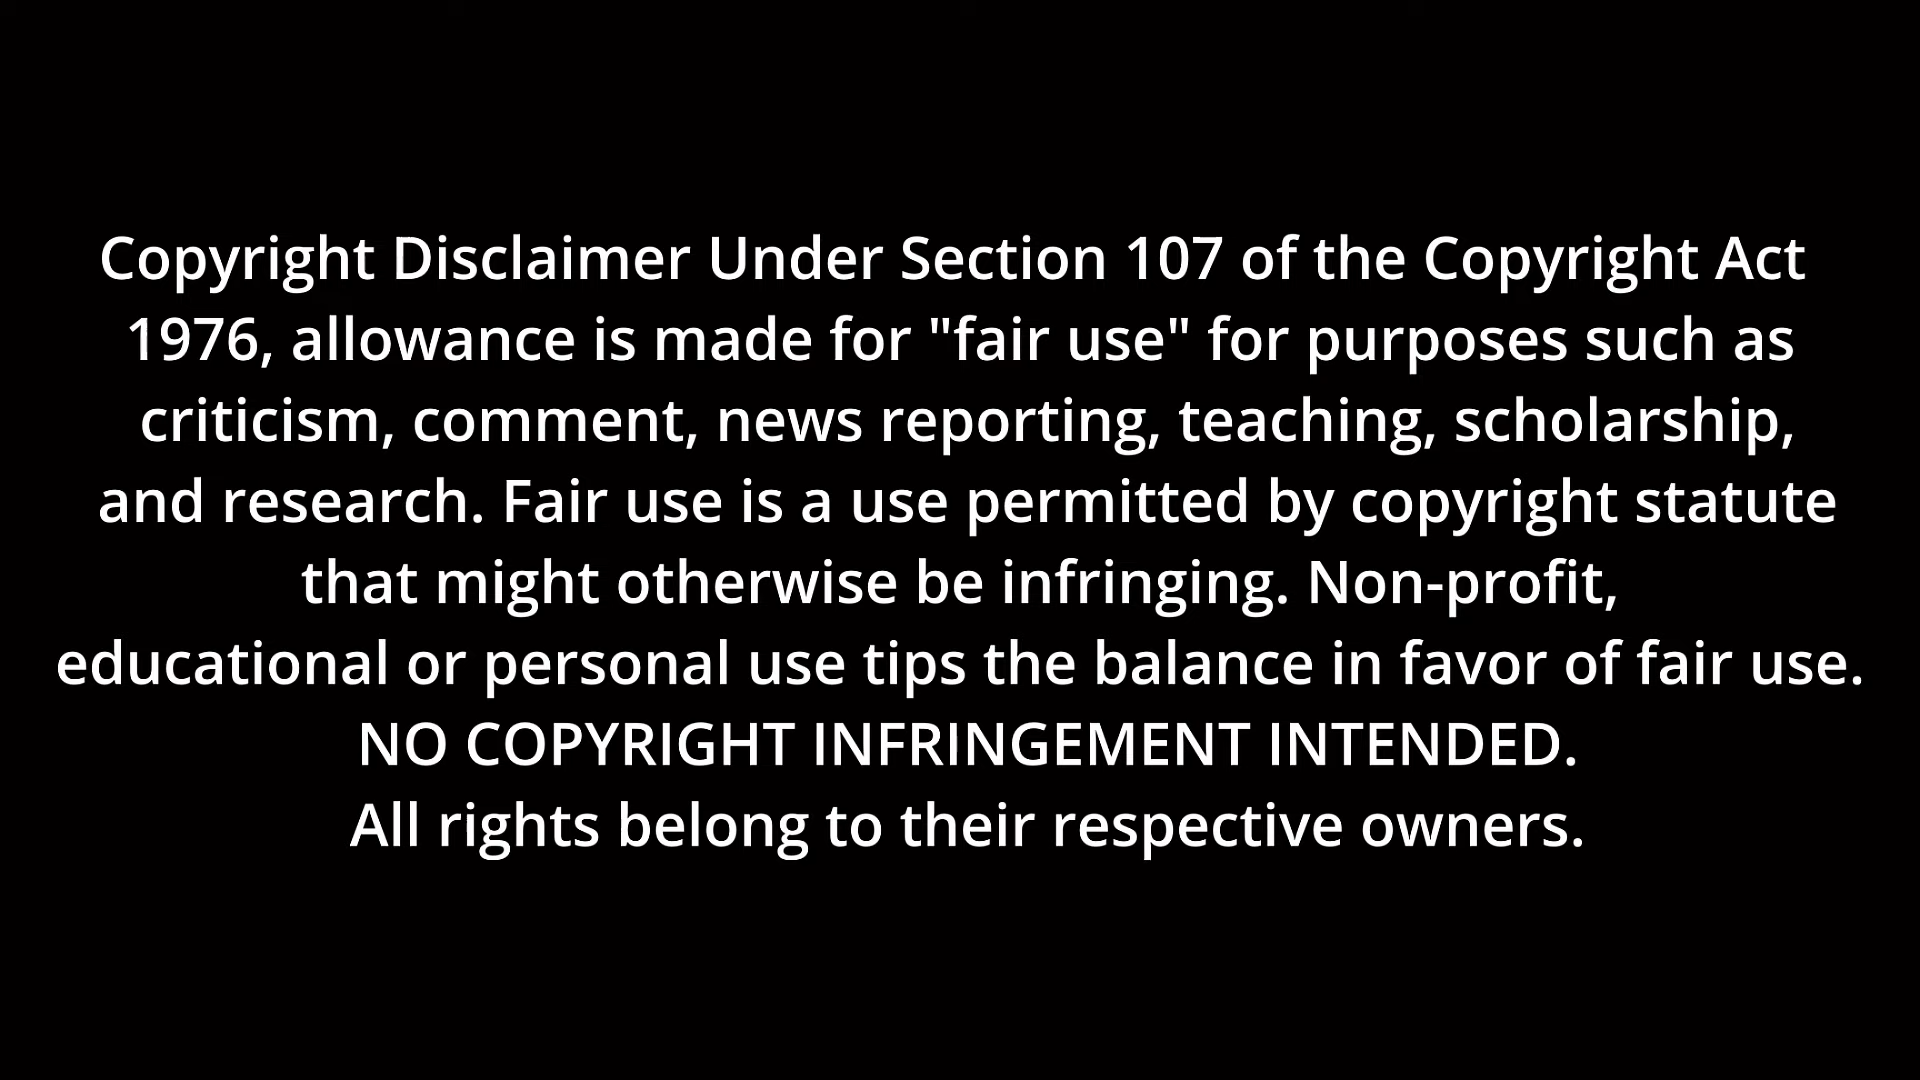 Copyright Disclaimer Under Section 107 of the Copyright Act
1976, allowance is made for "fair use" for purposes such as
criticism, comment, news reporting, teaching, scholarship,
and research. Fair use is a use permitted by copyright statute
that might otherwise be infringing. Non-profit,
educational or personal use tips the balance in favor of fair use.
NO COPYRIGHT INFRINGEMENT INTENDED.
All rights belong to their respective owners.